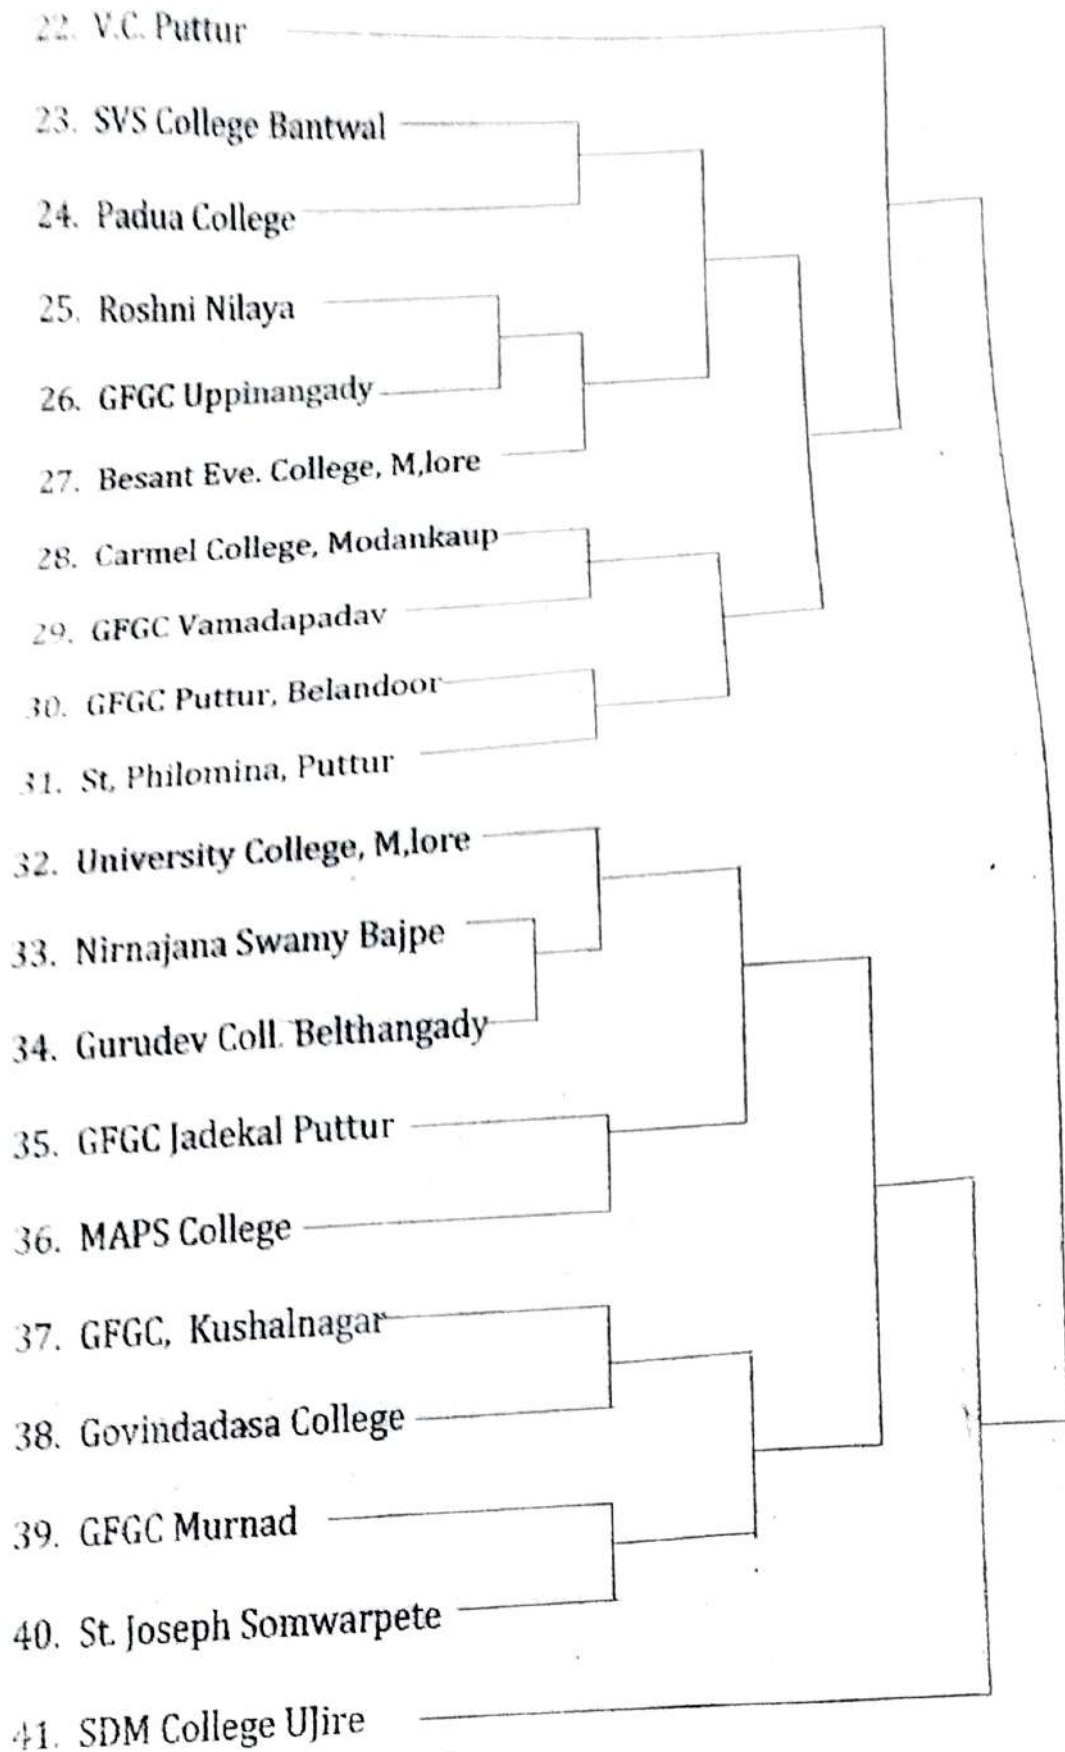 22. V.C. Puttur
23. SVS College Bantwal
24. Padua College
25. Roshni Nilaya
26. GFGC Uppinangady
27. Besant Eve. College, M,lore
28. Carmel College, Modankaup
29. GFGC Vamadapadav
30. GFGC Puttur, Belandoor
31. St, Philomina, Puttur
32. University College, M,lore
33. Nirnajana Swamy Bajpe
34. Gurudev Coll. Belthangady
35. GFGC Jadekal Puttur
36. MAPS College
37. GFGC, Kushalnagar
38. Govindadasa College
39. GFGC Murnad
40. St. Joseph Somwarpete
41. SDM College UJire